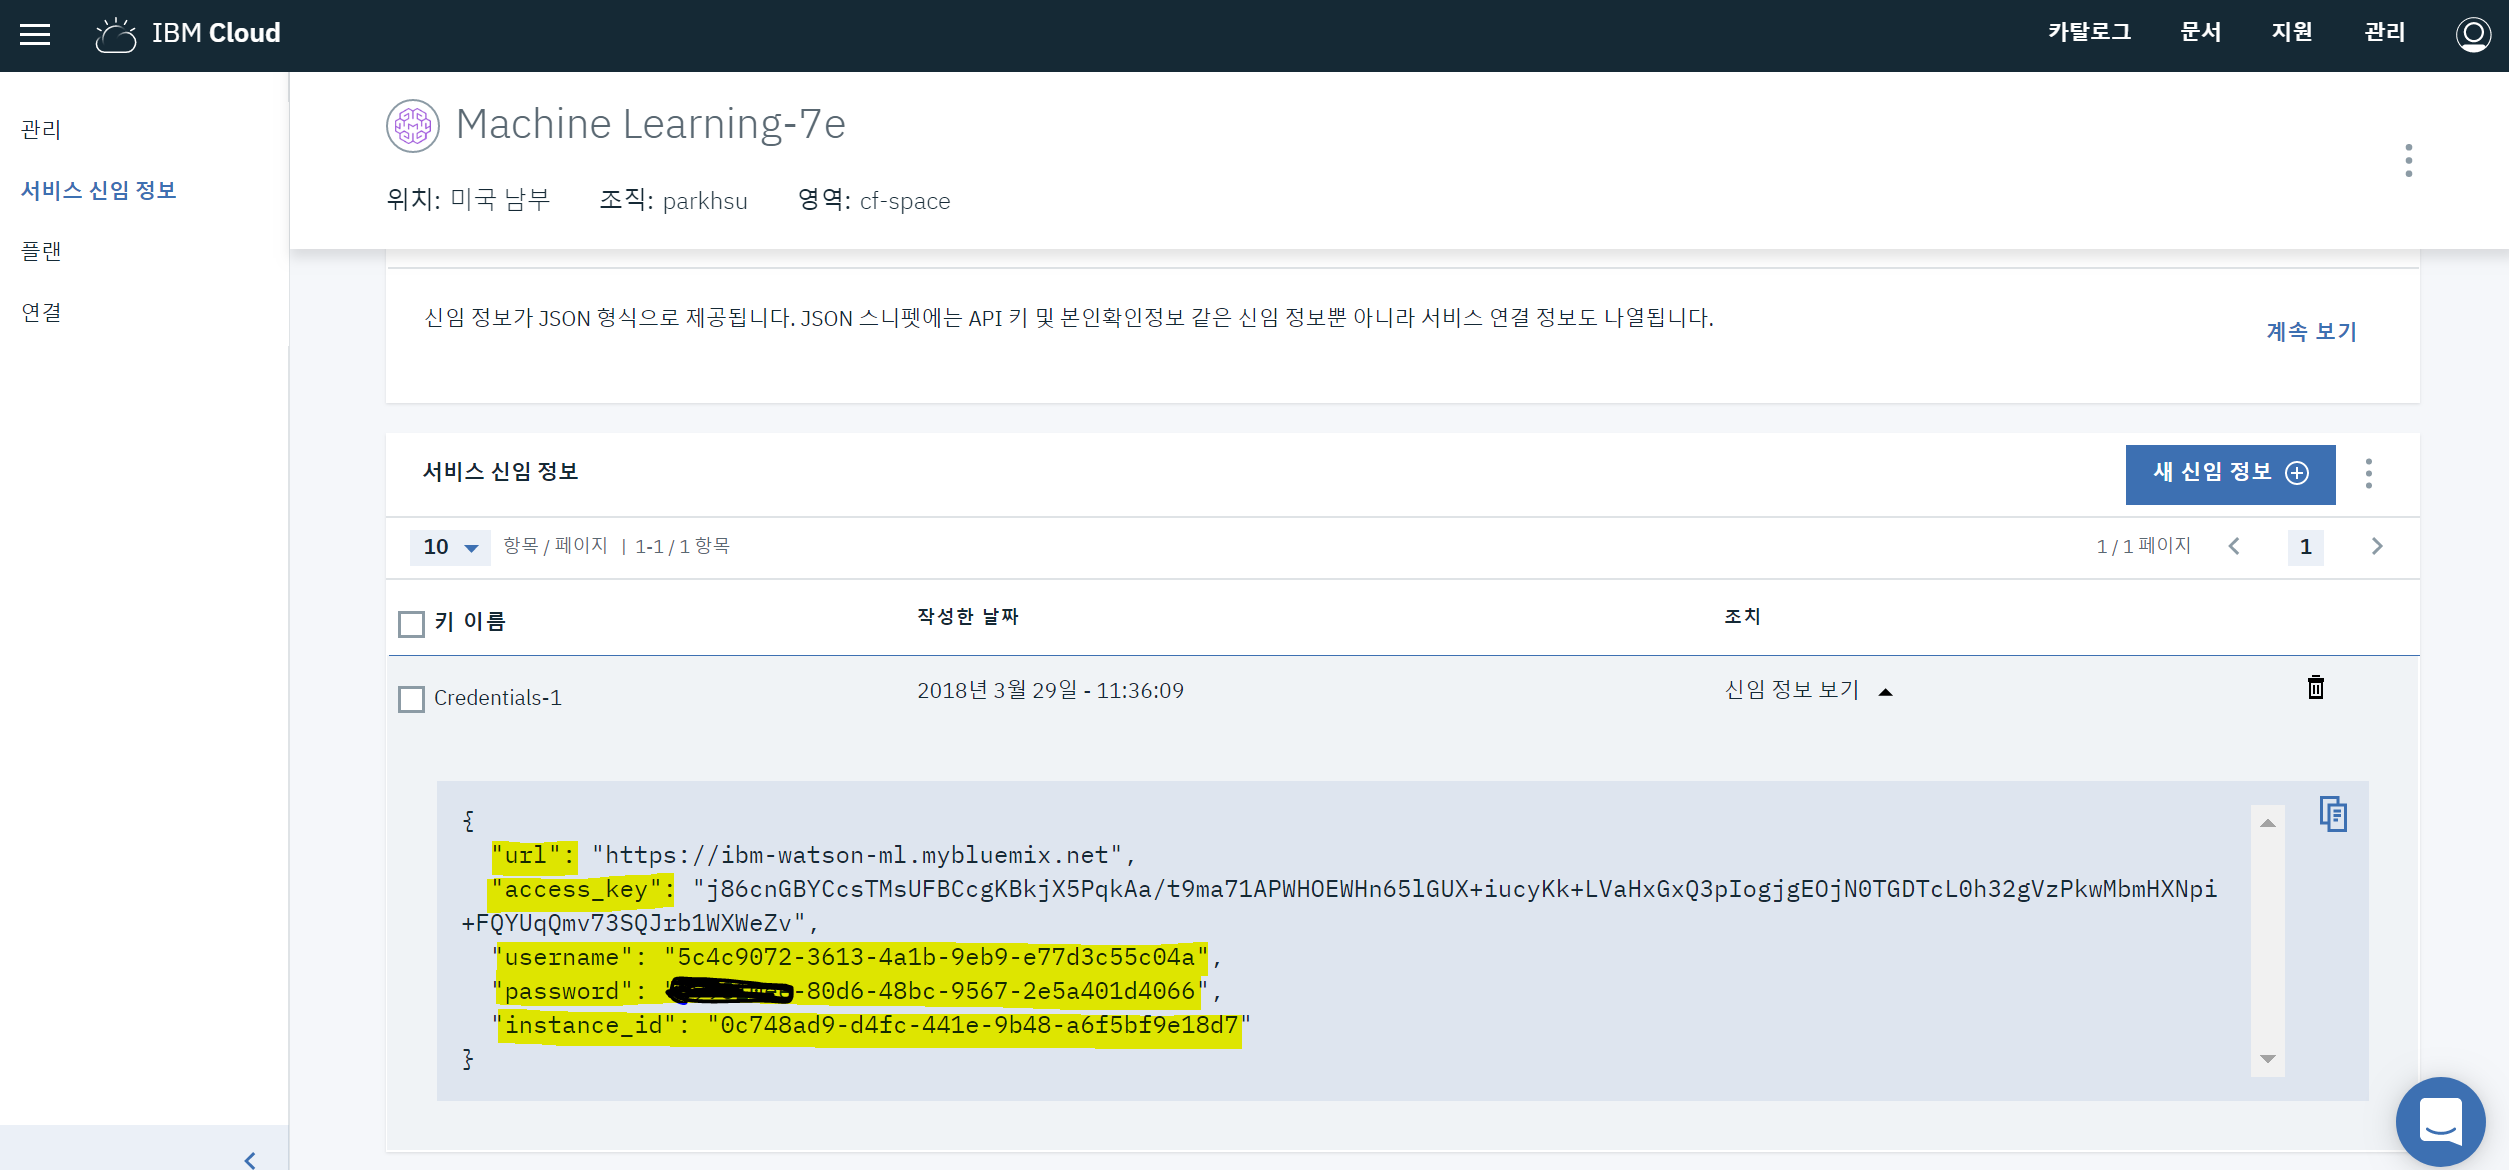 IBM Cloud
카탈로그 문서 지원 관리
관리
서비스 신임 정보
플랜
연결
Machine Learning-7e
위치: 미국 남부 조직: parkhsu 영역: cf-space
신임 정보가 JSON 형식으로 제공됩니다. JSON 스니펫에는 API 키 및 본인확인정보 같은 신임 정보뿐 아니라 서비스 연결 정보도 나열됩니다.
계속 보기
서비스 신임 정보
새 신임 정보
10 항목 / 페이지 | 1-1 / 1 항목
1 / 1 페이지 1
키 이름 작성한 날짜 조치
Credentials-1 2018년 3월 29일 - 11:36:09 신임 정보 보기
{
"url": "https://ibm-watson-ml.mybluemix.net",
"access_key": "j86cnGBYCcsTMsUFBCcgKBkjX5PqkAa/t9ma71APWHOEWHn65lGUX+iucyKk+LVaHxGxQ3pIogjgEOjN0TGDTcL0h32gVzPkwMbmHXNpi
+FQYUqQmv73SQJrb1WXWeZv",
"username": "5c4c9072-3613-4a1b-9eb9-e77d3c55c04a",
"password": "-80d6-48bc-9567-2e5a401d4066",
"instance_id": "0c748ad9-d4fc-441e-9b48-a6f5bf9e18d7"
}